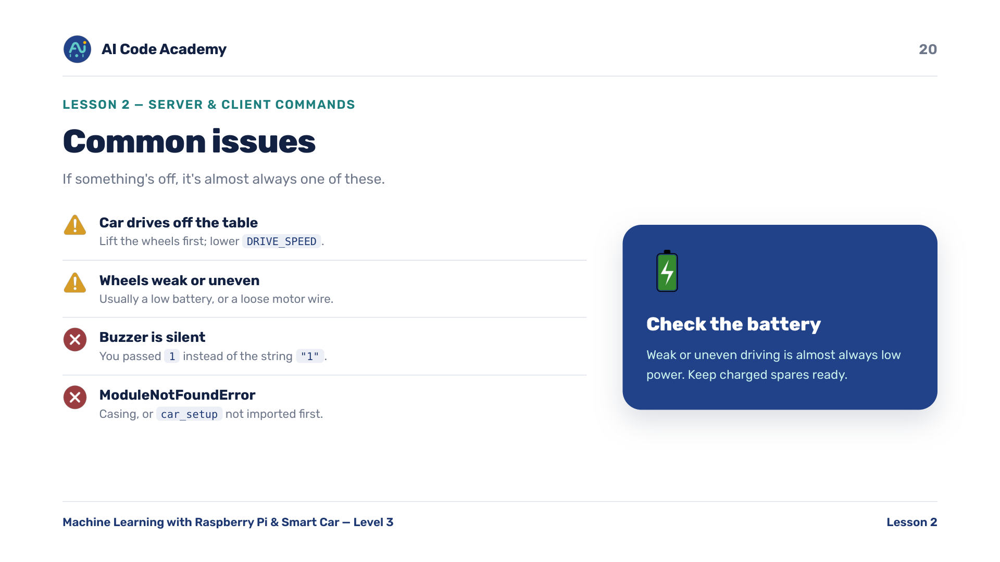 AI Code Academy
20
LESSON 2 — SERVER & CLIENT COMMANDS
Common issues
If something's off, it's almost always one of these.
Car drives off the table
Lift the wheels first; lower DRIVE_SPEED.
Wheels weak or uneven
Usually a low battery, or a loose motor wire.
Buzzer is silent
You passed 1 instead of the string "1".
ModuleNotFoundError
Casing, or car_setup not imported first.
Check the battery
Weak or uneven driving is almost always low
power. Keep charged spares ready.
Machine Learning with Raspberry Pi & Smart Car — Level 3
Lesson 2